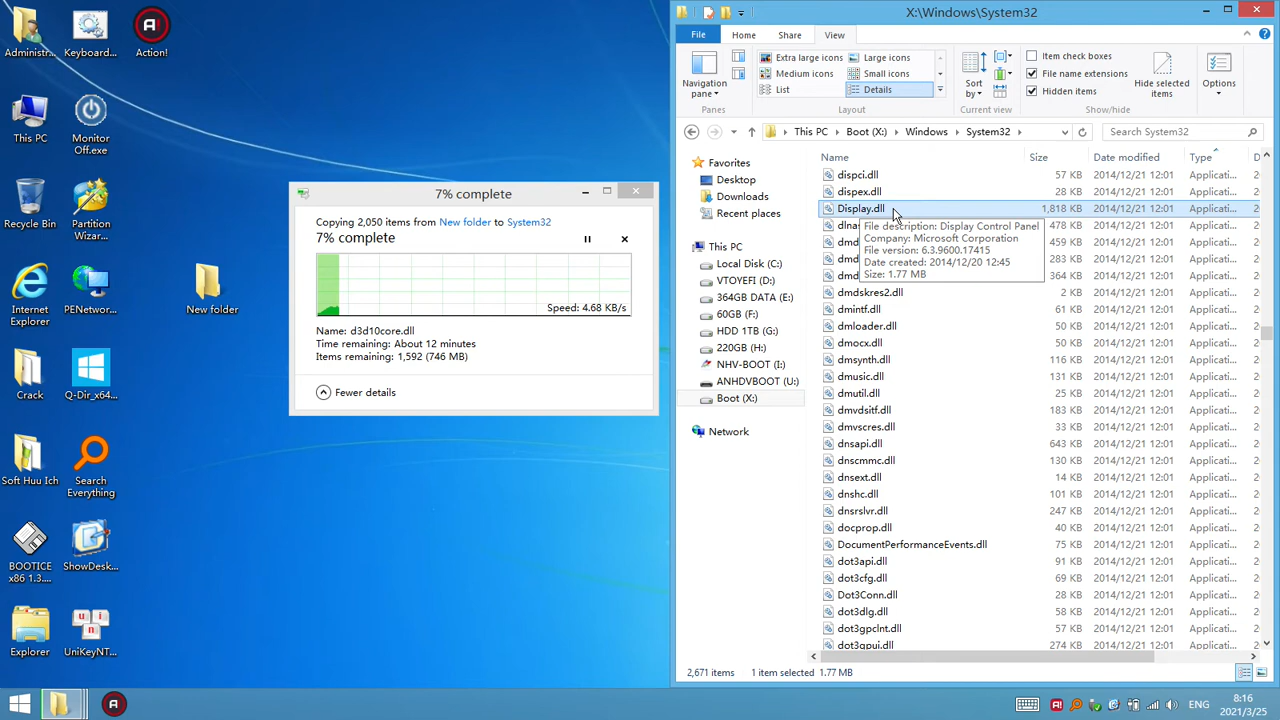 Administr...
Keyboard...
Action!
This PC
Monitor
Off.exe
Recycle Bin
Partition
Wizar...
Internet
Explorer
PENetwor...
New folder
Crack
Q-Dir_x64...
Soft Huu Ich
Search
Everything
BOOTICE
x86 1.3....
ShowDesk...
Explorer
UniKeyNT...
7% complete
Copying 2,050 items from New folder to System32
7% complete
Speed: 4.68 KB/s
Name: d3d10core.dll
Time remaining: About 12 minutes
Items remaining: 1,592 (746 MB)
Fewer details
X:\Windows\System32
File Home Share View
Navigation
pane
Panes
Extra large icons Large icons
Medium icons Small icons
List Details
Layout
Sort
by
Current view
Item check boxes
File name extensions
Hidden items
Show/hide
Hide selected
items
Options
This PC Boot (X:) Windows System32
Search System32
Favorites
Desktop
Downloads
Recent places
This PC
Local Disk (C:)
VTOYEFI (D:)
364GB DATA (E:)
60GB (F:)
HDD 1TB (G:)
220GB (H:)
NHV-BOOT (I:)
ANHDVBOOT (U:)
Boot (X:)
Network
Name Size Date modified Type D
dispci.dll 57 KB 2014/12/21 12:01 Applicati...
dispex.dll 28 KB 2014/12/21 12:01 Applicati...
Display.dll 1,818 KB 2014/12/21 12:01 Applicati...
dlna 478 KB 2014/12/21 12:01 Applicati...
dmd 283 KB 2014/12/21 12:01 Applicati...
dmd 364 KB 2014/12/21 12:01 Applicati...
File description: Display Control Panel
Company: Microsoft Corporation
File version: 6.3.9600.17415
Date created: 2014/12/20 12:45
Size: 1.77 MB
dmdskres2.dll 2 KB 2014/12/21 12:01 Applicati...
dmintf.dll 61 KB 2014/12/21 12:01 Applicati...
dmloader.dll 50 KB 2014/12/21 12:01 Applicati...
dmocx.dll 50 KB 2014/12/21 12:01 Applicati...
dmsynth.dll 116 KB 2014/12/21 12:01 Applicati...
dmusic.dll 131 KB 2014/12/21 12:01 Applicati...
dmutil.dll 25 KB 2014/12/21 12:01 Applicati...
dmvdsitf.dll 183 KB 2014/12/21 12:01 Applicati...
dmvscres.dll 33 KB 2014/12/21 12:01 Applicati...
dnsapi.dll 643 KB 2014/12/21 12:01 Applicati...
dnscmmc.dll 130 KB 2014/12/21 12:01 Applicati...
dnsext.dll 14 KB 2014/12/21 12:01 Applicati...
dnshc.dll 50 KB 2014/12/21 12:01 Applicati...
dnsrslvr.dll 247 KB 2014/12/21 12:01 Applicati...
docprop.dll 40 KB 2014/12/21 12:01 Applicati...
DocumentPerformanceEvents.dll 75 KB 2014/12/21 12:01 Applicati...
dot3api.dll 91 KB 2014/12/21 12:01 Applicati...
dot3cfg.dll 69 KB 2014/12/21 12:01 Applicati...
Dot3Conn.dll 28 KB 2014/12/21 12:01 Applicati...
dot3dlg.dll 58 KB 2014/12/21 12:01 Applicati...
dot3gpclnt.dll 57 KB 2014/12/21 12:01 Applicati...
dot3gpui.dll 274 KB 2014/12/21 12:01 Applicati...
2,671 items 1 item selected 1.77 MB
ENG
8:16
2021/3/25